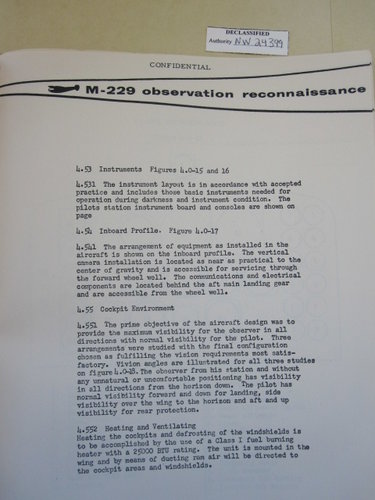 DECLASSIFIED
Authority NW 24399
CONFIDENTIAL
M-229 observation reconnaissance
4.53 Instruments Figures 4.0-15 and 16
4.531 The instrument layout is in accordance with accepted
practice and includes those basic instruments needed for
operation during darkness and instrument condition. The
pilots station instrument board and consoles are shown on
page
4.54 Inboard Profile. Figure 4.0-17
4.541 The arrangement of equipment as installed in the
aircraft is shown on the inboard profile. The vertical
camera installation is located as near as practical to the
center of gravity and is accessible for servicing through
the forward wheel well. The communications and electrical
components are located behind the aft main landing gear
and are accessible from the wheel well.
4.55 Cockpit Environment
4.551 The prime objective of the aircraft design was to
provide the maximum visibility for the observer in all
directions with normal visibility for the pilot. Three
arrangements were studied with the final configuration
chosen as fulfilling the vision requirements most satis-
factory. Vivion angles are illustrated for all three studies
on figure 4.0-18. The observer from his station and without
any unnatural or uncomfortable positioning has visibility
in all directions from the horizon down. The pilot has
normal visibility forward and down for landing, side
visibility over the wing to the horizon and aft and up
visibility for rear protection.
4.552 Heating and Ventilating
Heating the cockpits and defrosting of the windshields is
to be accomplished by the use of a Class I fuel burning
heater with a 25000 BTU rating. The unit is mounted in the
wing and by means of ducting ram air will be directed to
the cockpit areas and windshields.